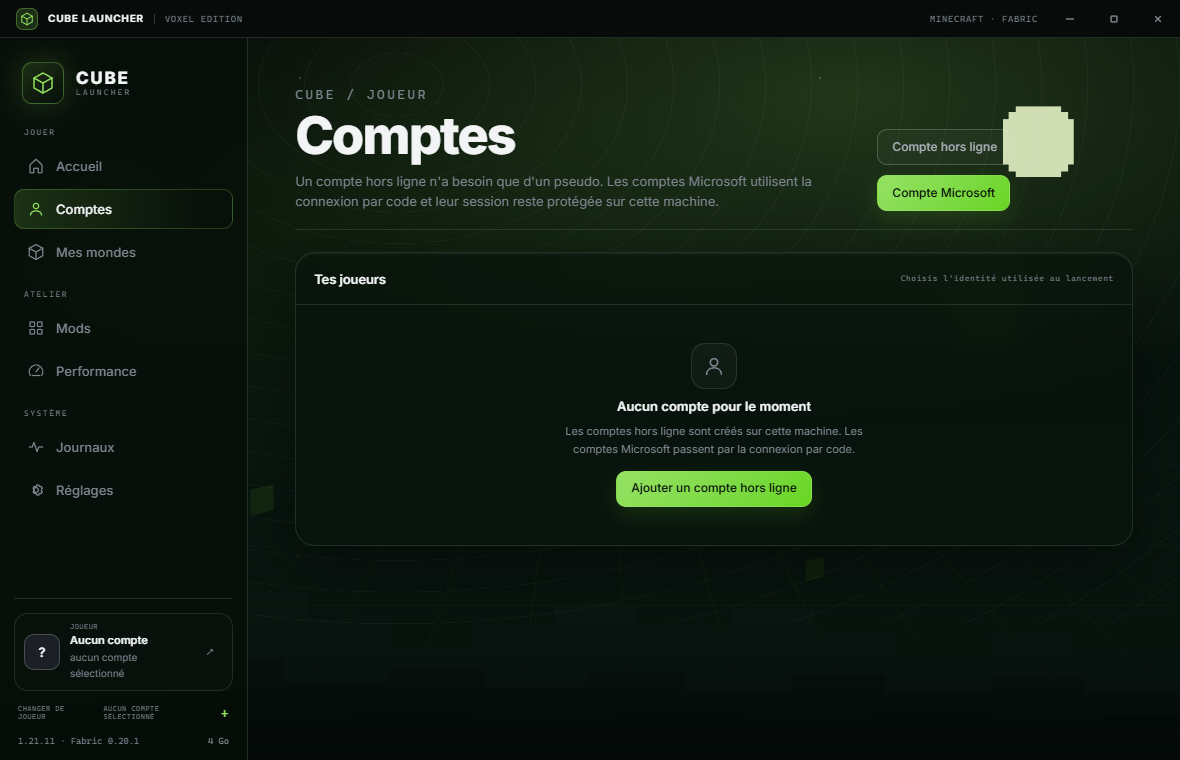 CUBE LAUNCHER
VOXEL EDITION
MINECRAFT · FABRIC
CUBE
LAUNCHER
JOUER
Accueil
Comptes
Mes mondes
ATELIER
Mods
Performance
SYSTÈME
Journaux
Réglages
?
JOUEUR
Aucun compte
aucun compte
sélectionné
↗
CHANGER DE
JOUEUR
AUCUN COMPTE
SÉLECTIONNÉ
+
1.21.11 · Fabric 0.20.1
4 Go
CUBE / JOUEUR
Comptes
Un compte hors ligne n'a besoin que d'un pseudo. Les comptes Microsoft utilisent la
connexion par code et leur session reste protégée sur cette machine.
Compte hors ligne
Compte Microsoft
Tes joueurs
Choisis l'identité utilisée au lancement
Aucun compte pour le moment
Les comptes hors ligne sont créés sur cette machine. Les
comptes Microsoft passent par la connexion par code.
Ajouter un compte hors ligne